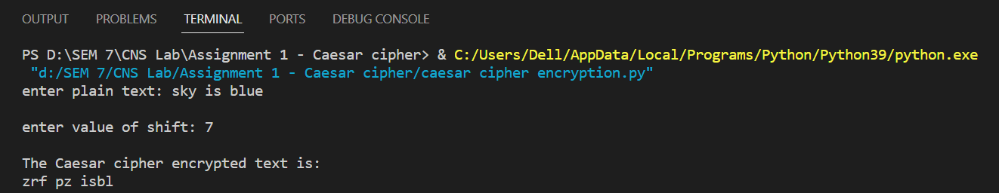 OUTPUT PROBLEMS TERMINAL PORTS DEBUG CONSOLE
PS D:\SEM 7\CNS Lab\Assignment 1 - Caesar cipher> & C:/Users/Dell/AppData/Local/Programs/Python/Python39/python.exe
"d:/SEM 7/CNS Lab/Assignment 1 - Caesar cipher/caesar cipher encryption.py"
enter plain text: sky is blue
enter value of shift: 7
The Caesar cipher encrypted text is:
zrf pz isbl